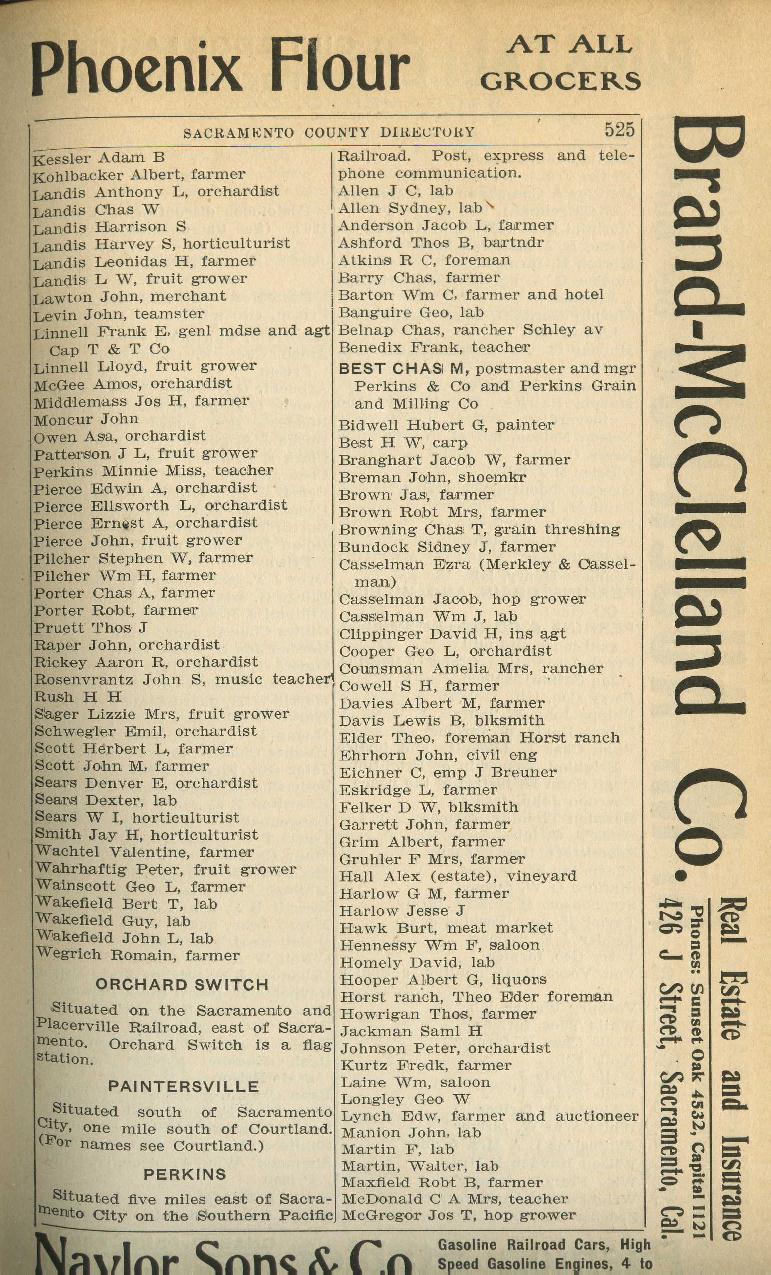 Phoenix Flour
AT ALL
GROCERS
SACRAMENTO COUNTY DIRECTORY 525
Kessler Adam B
Kohlbacker Albert, farmer
Landis Anthony L, orchardist
Landis Chas W
Landis Harrison S
Landis Harvey S, horticulturist
Landis Leonidas H, farmer
Landis L W, fruit grower
Lawton John, merchant
Levin John, teamster
Linnell Frank E, genl mdse and agt
Cap T & T Co
Linnell Lloyd, fruit grower
McGee Amos, orchardist
Middlemass Jos H, farmer
Moncur John
Owen Asa, orchardist
Patterson J L, fruit grower
Perkins Minnie Miss, teacher
Pierce Edwin A, orchardist
Pierce Ellsworth L, orchardist
Pierce Ernest A, orchardist
Pierce John, fruit grower
Pilcher Stephen W, farmer
Pilcher Wm H, farmer
Porter Chas A, farmer
Porter Robt, farmer
Pruett Thos J
Raper John, orchardist
Rickey Aaron R, orchardist
Rosenvrantz John S, music teacher
Rush H H
Sager Lizzie Mrs, fruit grower
Schwegler Emil, orchardist
Scott Herbert L, farmer
Scott John M, farmer
Sears Denver E, orchardist
Sears Dexter, lab
Sears W I, horticulturist
Smith Jay H, horticulturist
Wachtel Valentine, farmer
Wahrhaftig Peter, fruit grower
Wainscott Geo L, farmer
Wakefield Bert T, lab
Wakefield Guy, lab
Wakefield John L, lab
Wegrich Romain, farmer
ORCHARD SWITCH
Situated on the Sacramento and
Placerville Railroad, east of Sacra-
mento. Orchard Switch is a flag
station.
PAINTERSVILLE
Situated south of Sacramento
City, one mile south of Courtland.
(For names see Courtland.)
PERKINS
Situated five miles east of Sacra-
mento City on the Southern Pacific
Railroad. Post, express and tele-
phone communication.
Allen J C, lab
Allen Sydney, lab
Anderson Jacob L, farmer
Ashford Thos B, bartndr
Atkins R C, foreman
Barry Chas, farmer
Barton Wm C, farmer and hotel
Banguire Geo, lab
Belnap Chas, rancher Schley av
Benedix Frank, teacher
BEST CHAS M, postmaster and mgr
Perkins & Co and Perkins Grain
and Milling Co
Bidwell Hubert G, painter
Best H W, carp
Branghart Jacob W, farmer
Breman John, shoemkr
Brown Jas, farmer
Brown Robt Mrs, farmer
Browning Chas T, grain threshing
Bundock Sidney J, farmer
Casselman Ezra (Merkley & Cassel-
man)
Casselman Jacob, hop grower
Casselman Wm J, lab
Clippinger David H, ins agt
Cooper Geo L, orchardist
Counsman Amelia Mrs, rancher
Cowell S H, farmer
Davies Albert M, farmer
Davis Lewis B, blksmith
Elder Theo, foreman Horst ranch
Ehrhorn John, civil eng
Eichner C, emp J Breuner
Eskridge L, farmer
Felker D W, blksmith
Garrett John, farmer
Grim Albert, farmer
Gruhler F Mrs, farmer
Hall Alex (estate), vineyard
Harlow G M, farmer
Harlow Jesse J
Hawk Burt, meat market
Hennessy Wm F, saloon
Homely David, lab
Hooper Albert G, liquors
Horst ranch, Theo Elder foreman
Howrigan Thos, farmer
Jackman Saml H
Johnson Peter, orchardist
Kurtz Fredk, farmer
Laine Wm, saloon
Longley Geo W
Lynch Edw, farmer and auctioneer
Manion John, lab
Martin F, lab
Martin, Walter, lab
Maxfield Robt B, farmer
McDonald C A Mrs, teacher
McGregor Jos T, hop grower
Brand-McClelland Co.
Real Estate and Insurance
Phones: Sunset Oak 4532, Capital 1121
426 J Street, Sacramento, Cal.
Naylor Sons & Co
Gasoline Railroad Cars, High
Speed Gasoline Engines, 4 to